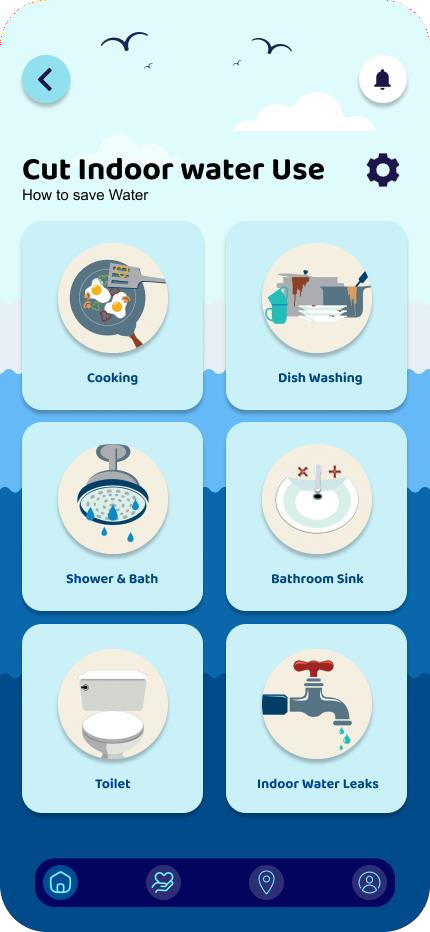 Cut Indoor water Use
How to save Water
Cooking
Dish Washing
Shower & Bath
Bathroom Sink
Toilet
Indoor Water Leaks